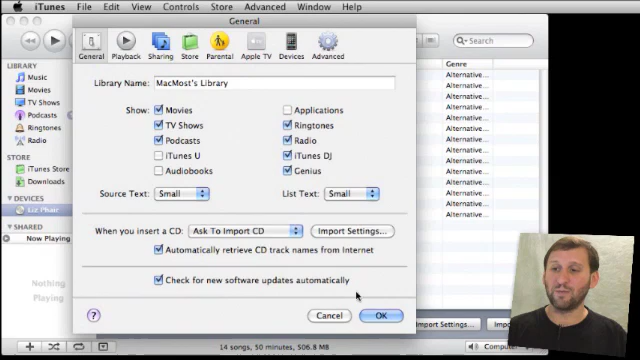 iTunes File Edit View Controls Store Advanced Window Help
General
General Playback Sharing Store Parental Apple TV Devices Advanced
Search
LIBRARY
Music
Movies
TV Shows
Podcasts
Ringtones
Radio
STORE
iTunes Store
Downloads
DEVICES
Liz Phair
SHARED
Now Playing
Nothing
Playing
Library Name: MacMost's Library
Show:
Movies
Applications
TV Shows
Ringtones
Podcasts
Radio
iTunes U
iTunes DJ
Audiobooks
Genius
Source Text: Small
List Text: Small
When you insert a CD: Ask To Import CD Import Settings...
Automatically retrieve CD track names from Internet
Check for new software updates automatically
? Cancel OK
Genre
Alternative...
Alternative...
Alternative...
Alternative...
Alternative...
Alternative...
Alternative...
Alternative...
Alternative...
Alternative...
Alternative...
Alternative...
Alternative...
Alternative...
Import Settings...
14 songs, 50 minutes, 506.8 MB
Computer